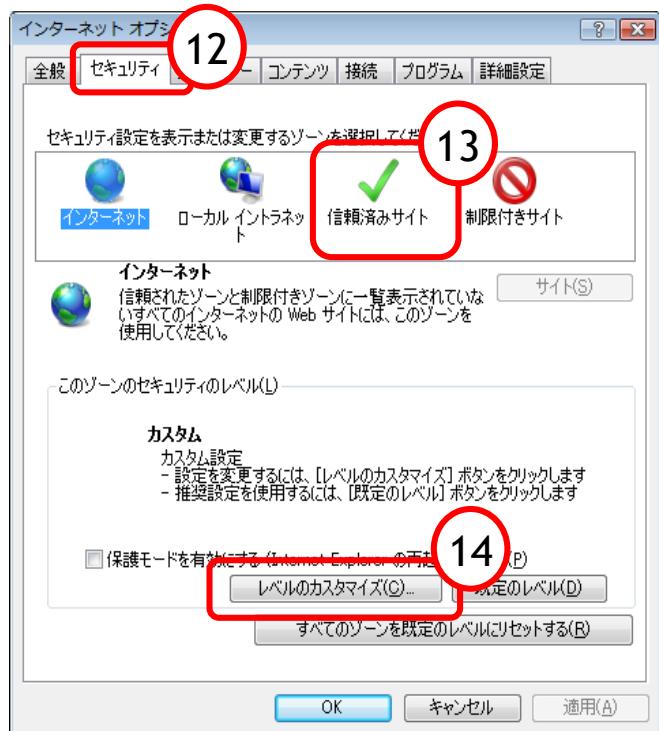 インターネット オプシ
12
全般 セキュリティ ー コンテンツ 接続 プログラム 詳細設定
セキュリティ設定を表示または変更するゾーンを選択してくだ
13
インターネット ローカル イントラネッ 信頼済みサイト 制限付きサイト
ト
インターネット
信頼されたゾーンと制限付きゾーンに一覧表示されていな サイト(S)
いすべてのインターネットの Web サイトには、このゾーンを
使用してください。
このゾーンのセキュリティのレベル(L)
カスタム
カスタム設定
- 設定を変更するには、[レベルのカスタマイズ] ボタンをクリックします
- 推奨設定を使用するには、[既定のレベル] ボタンをクリックします
14
保護モードを有効にする (Internet Explorer の再起 (P)
レベルのカスタマイズ(C)... 既定のレベル(D)
すべてのゾーンを既定のレベルにリセットする(R)
OK キャンセル 適用(A)